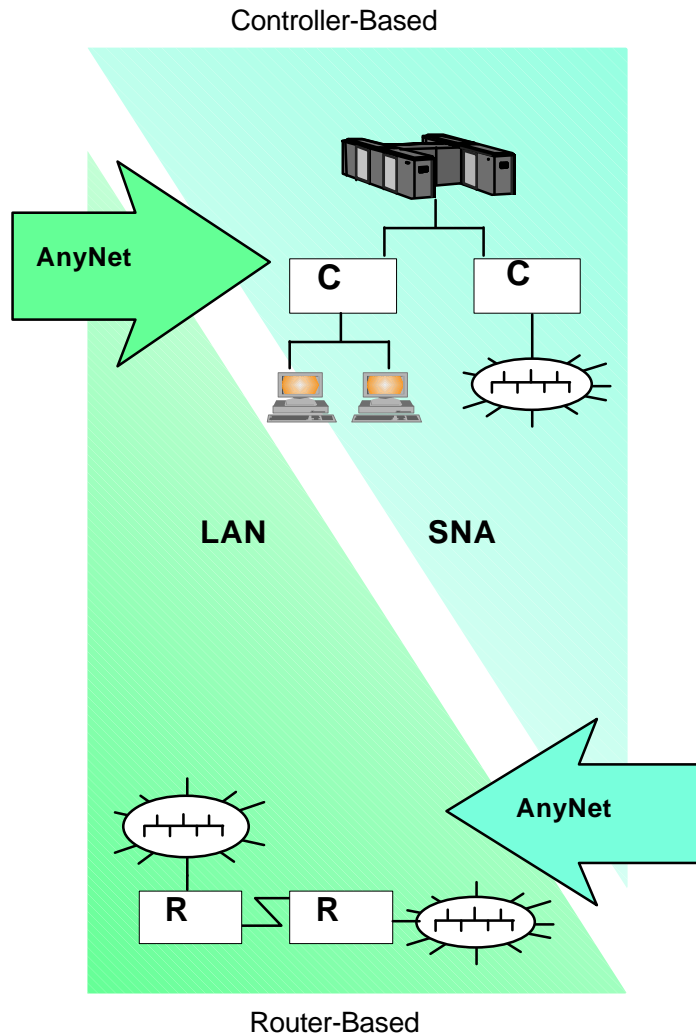 Controller-Based
AnyNet
C
C
LAN
SNA
AnyNet
R
R
Router-Based